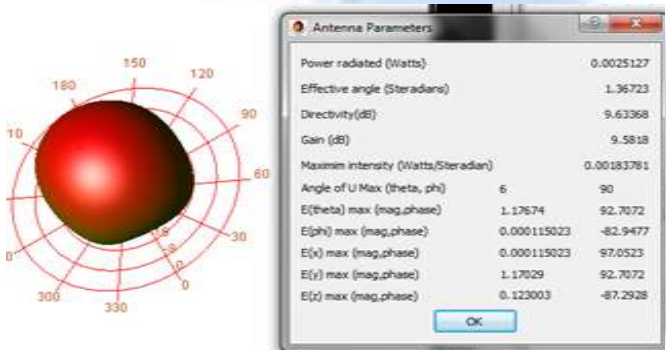 150
180
120
10
90
60
30
0
300
330
Antenna Parameters
Power radiated (Watts) 0.0025127
Effective angle (Steradians) 1.36723
Directivity(dB) 9.63368
Gain (dB) 9.5818
Maximim intensity (Watts/Steradian) 0.00183781
Angle of U Max (theta, phi) 6 90
E(theta) max (mag,phase) 1.17674 92.7072
E(phi) max (mag,phase) 0.000115023 -82.9477
E(x) max (mag,phase) 0.000115023 97.0523
E(y) max (mag,phase) 1.17029 92.7072
E(z) max (mag,phase) 0.123003 -87.2928
OK